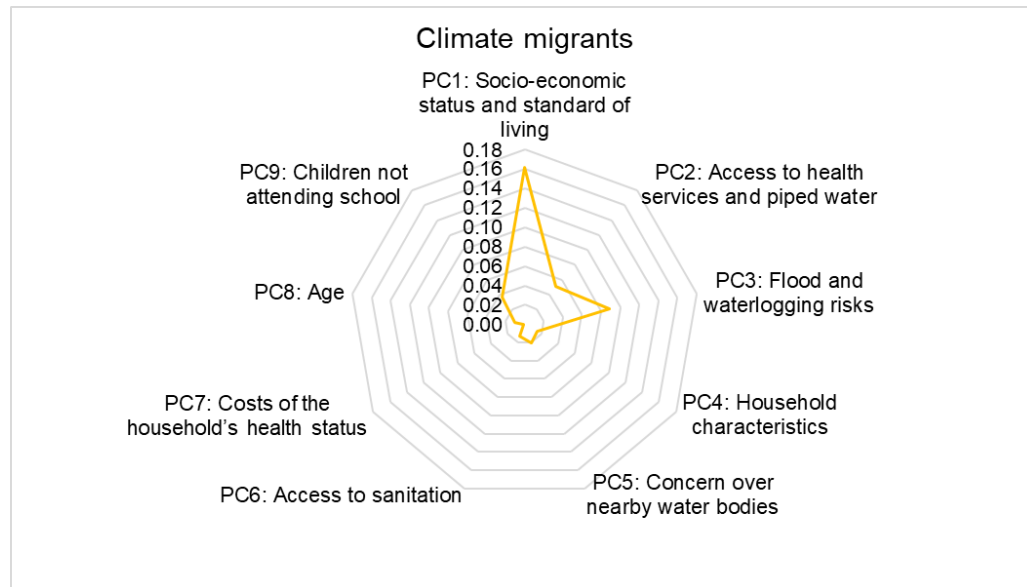 Climate migrants
PC1: Socio-economic
status and standard of
living
0.18
0.16
0.14
0.12
0.10
0.08
0.06
0.04
0.02
0.00
PC2: Access to health
services and piped water
PC3: Flood and
waterlogging risks
PC4: Household
characteristics
PC5: Concern over
nearby water bodies
PC6: Access to sanitation
PC7: Costs of the
household’s health status
PC8: Age
PC9: Children not
attending school